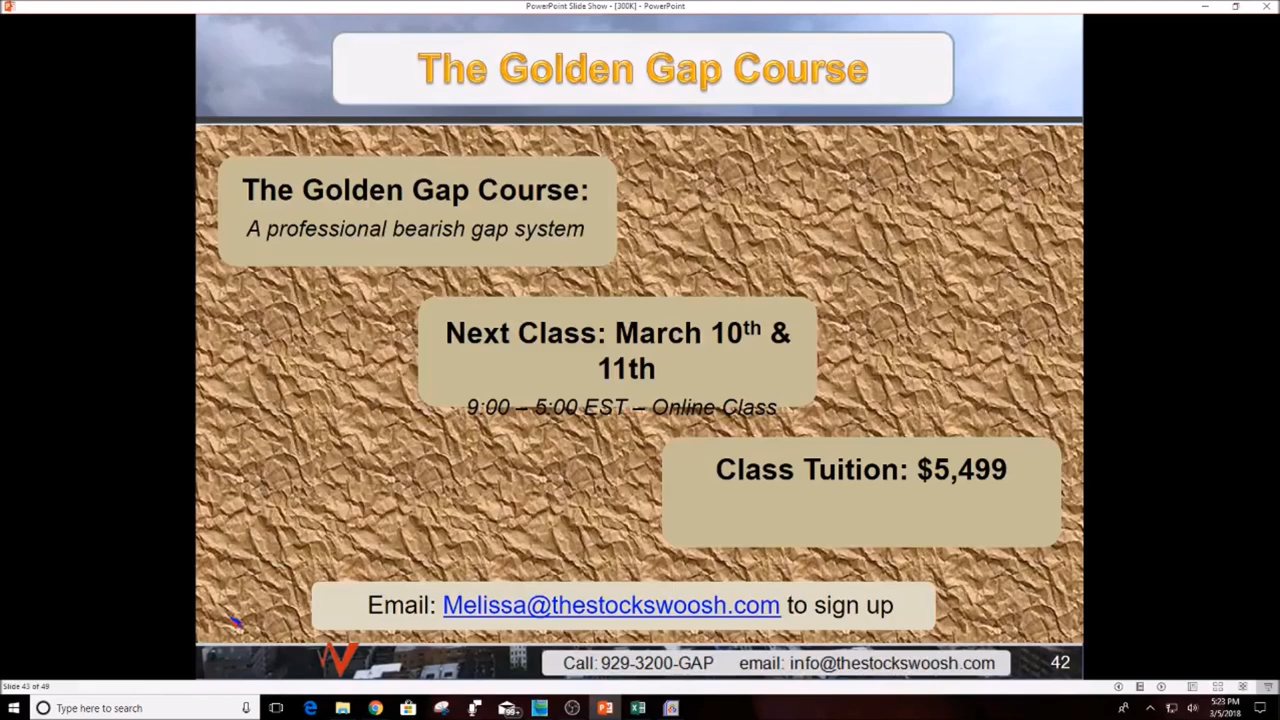 PowerPoint Slide Show - [300K] - PowerPoint
The Golden Gap Course
The Golden Gap Course:
A professional bearish gap system
Next Class: March 10th &
11th
9:00 – 5:00 EST – Online Class
Class Tuition: $5,499
Email: Melissa@thestockswoosh.com to sign up
Call: 929-3200-GAP email: info@thestockswoosh.com
42
Slide 43 of 49
Type here to search
99+
5:23 PM
3/5/2018